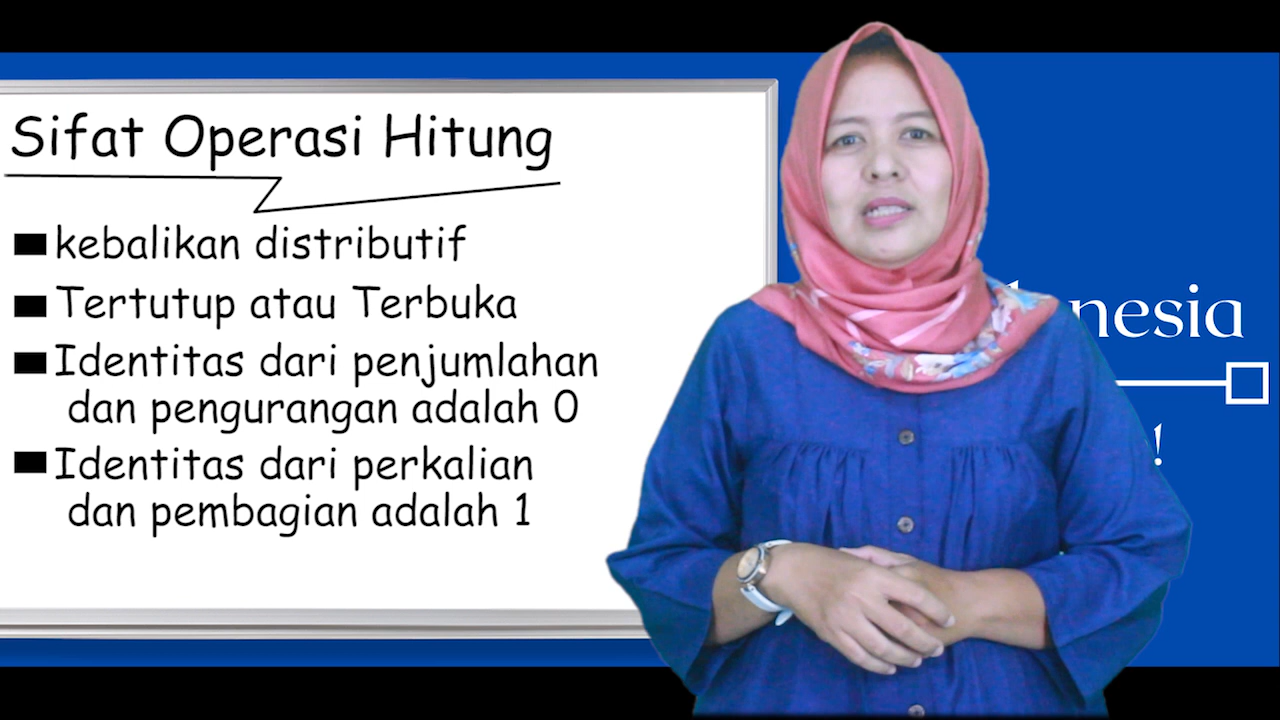 Sifat Operasi Hitung
kebalikan distributif
Tertutup atau Terbuka
Identitas dari penjumlahan
dan pengurangan adalah 0
Identitas dari perkalian
dan pembagian adalah 1